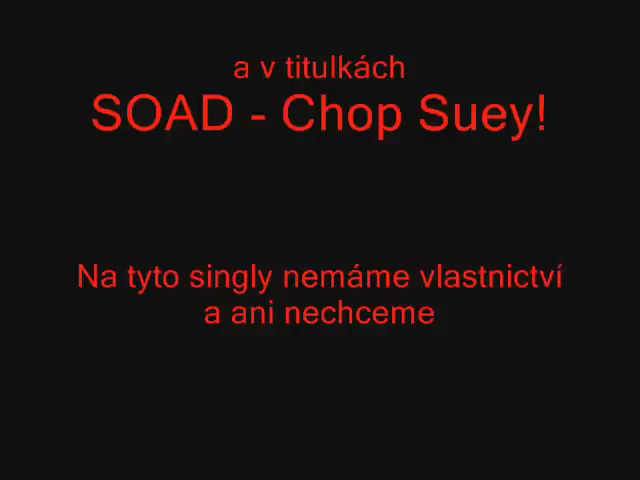 a v titulkách
SOAD - Chop Suey!
Na tyto singly nemáme vlastnictví
a ani nechceme